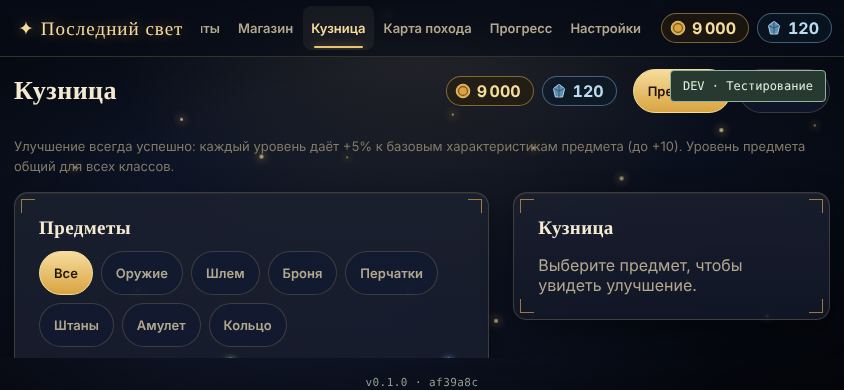 ✦ Последний свет ıты Магазин Кузница Карта похода Прогресс Настройки 9 000 120
Кузница 9 000 120 DEV · Тестирование
Улучшение всегда успешно: каждый уровень даёт +5% к базовым характеристикам предмета (до +10). Уровень предмета
общий для всех классов.
Предметы
Все Оружие Шлем Броня Перчатки
Штаны Амулет Кольцо
Кузница
Выберите предмет, чтобы
увидеть улучшение.
v0.1.0 · af39a8c